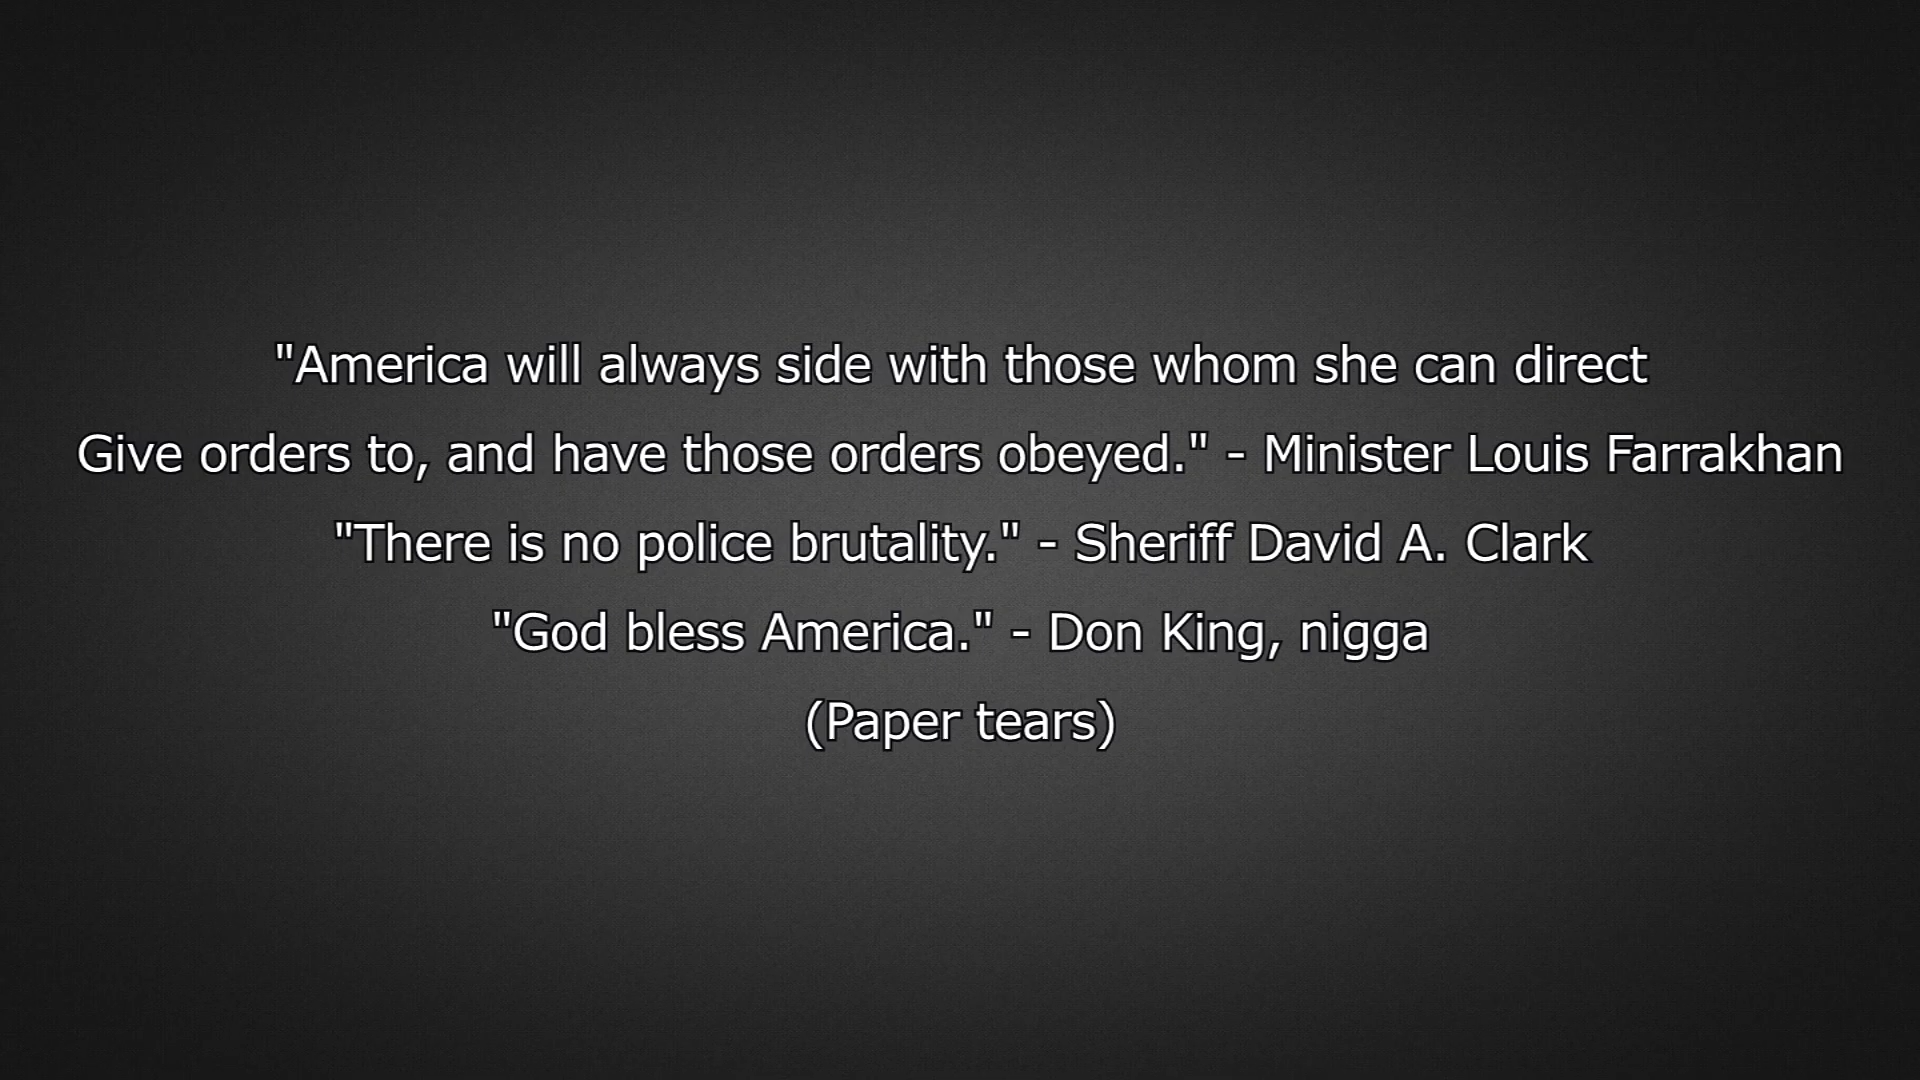 "America will always side with those whom she can direct
Give orders to, and have those orders obeyed." - Minister Louis Farrakhan
"There is no police brutality." - Sheriff David A. Clark
"God bless America." - Don King, nigga
(Paper tears)